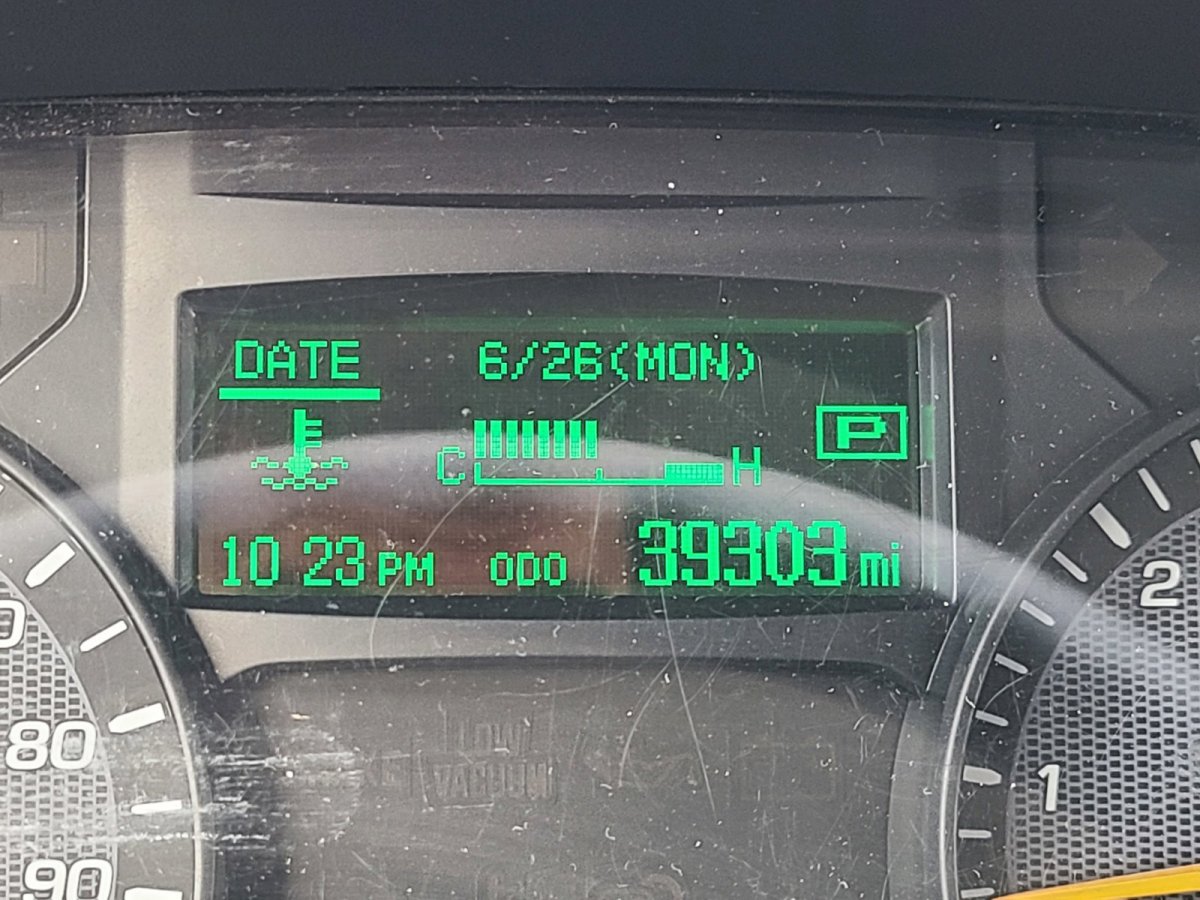 DATE 6/26(MON)
C H P
10 23 PM ODO 39303 mi
2
80
1
LOW
VACUUM
90